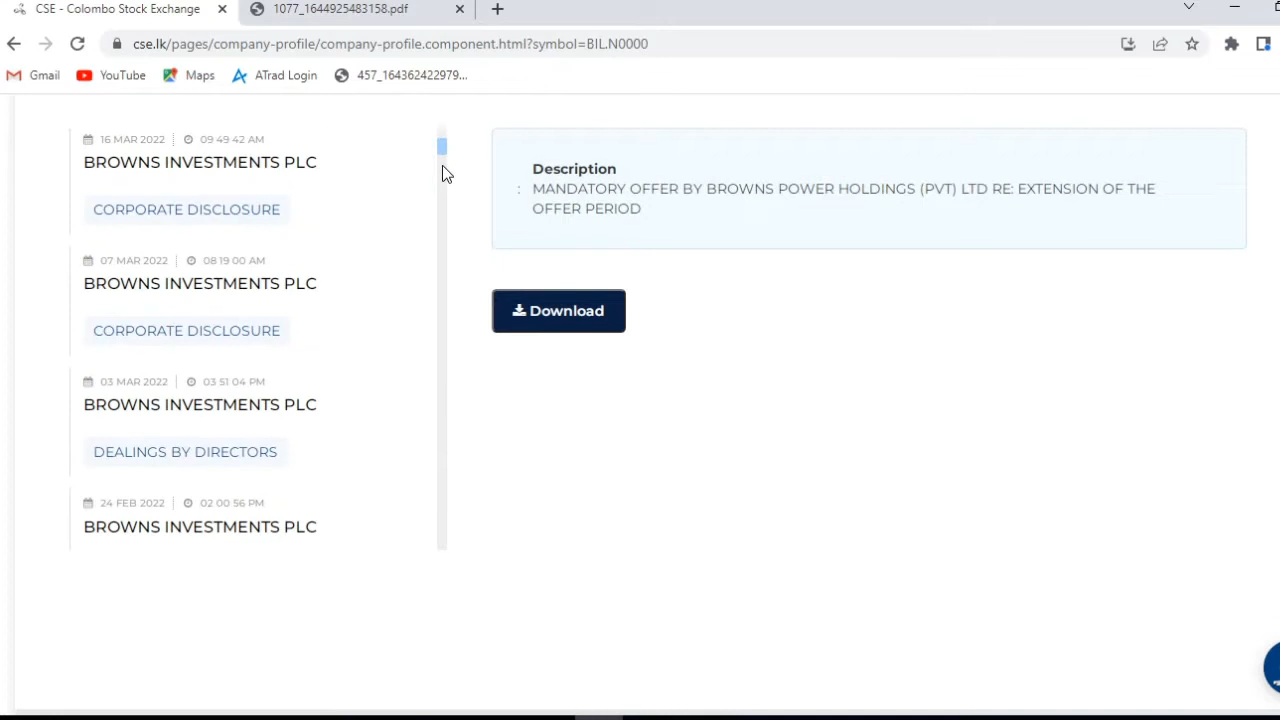 CSE - Colombo Stock Exchange
1077_1644925483158.pdf
cse.lk/pages/company-profile/company-profile.component.html?symbol=BIL.N0000
Gmail
YouTube
Maps
ATrad Login
457_164362422979...
16 MAR 2022 09 49 42 AM
BROWNS INVESTMENTS PLC
CORPORATE DISCLOSURE
07 MAR 2022 08 19 00 AM
BROWNS INVESTMENTS PLC
CORPORATE DISCLOSURE
03 MAR 2022 03 51 04 PM
BROWNS INVESTMENTS PLC
DEALINGS BY DIRECTORS
24 FEB 2022 02 00 56 PM
BROWNS INVESTMENTS PLC
Description
: MANDATORY OFFER BY BROWNS POWER HOLDINGS (PVT) LTD RE: EXTENSION OF THE
OFFER PERIOD
Download